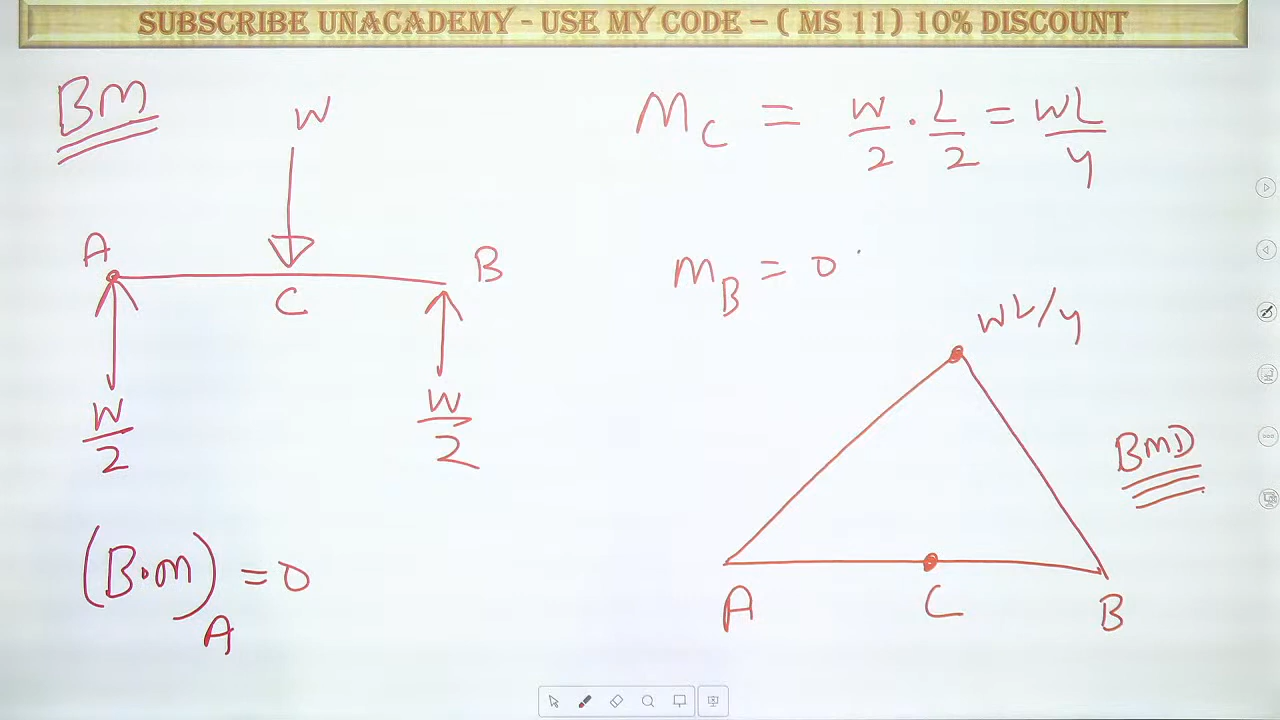 SUBSCRIBE UNACADEMY - USE MY CODE – ( MS 11) 10% DISCOUNT
BM
W
A
C
B
W/2
W/2
(B.M)A = 0
MC = W/2 . L/2 = WL/4
MB = 0
WL/4
BMD
A
C
B